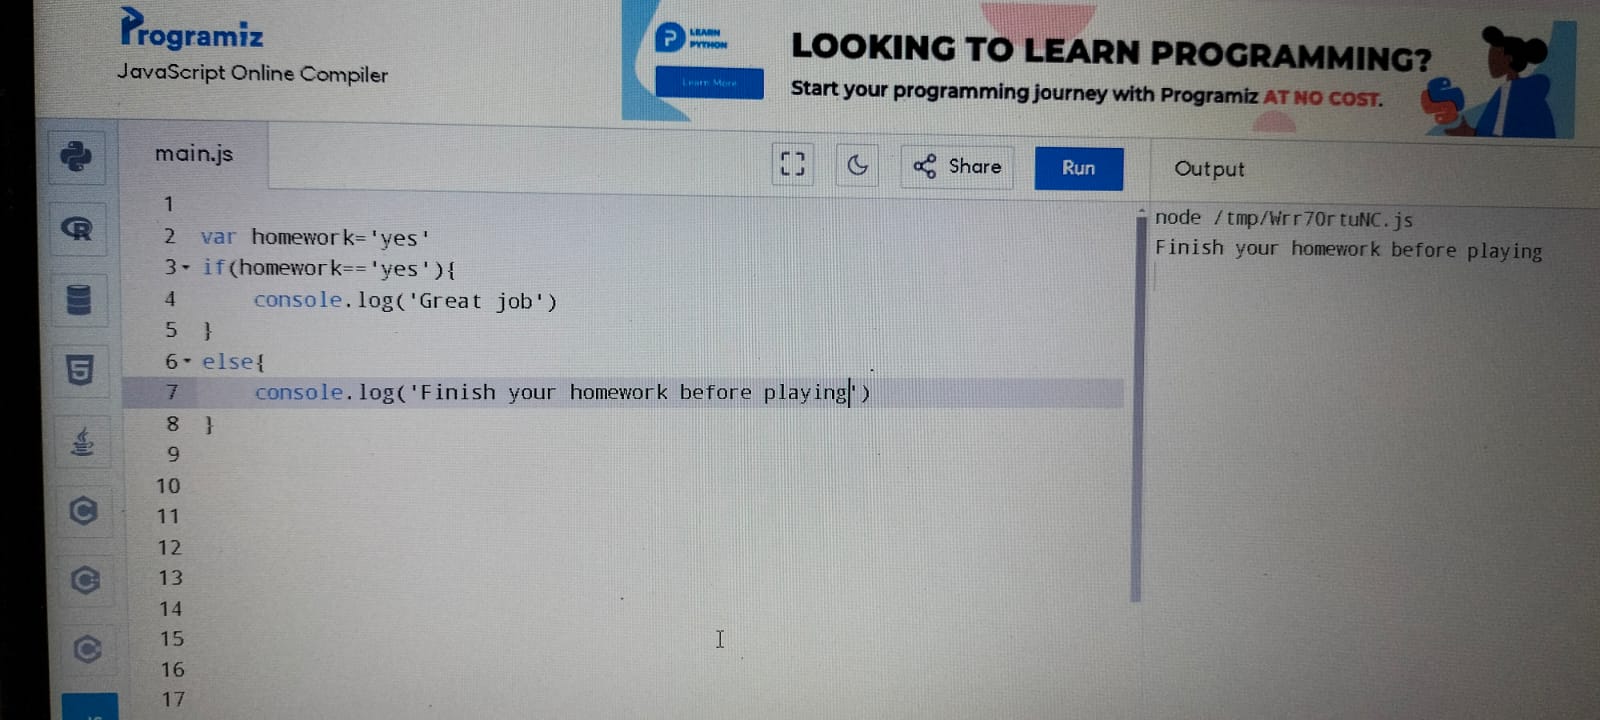 Programiz
JavaScript Online Compiler
LEARN
PYTHON
Learn More
LOOKING TO LEARN PROGRAMMING?
Start your programming journey with Programiz AT NO COST.
main.js
Share
Run
Output
1
2 var homework='yes'
3 if(homework=='yes'){
4 console.log('Great job')
5 }
6 else{
7 console.log('Finish your homework before playing')
8 }
9
10
11
12
13
14
15
16
17
node /tmp/Wrr7OrtuNC.js
Finish your homework before playing